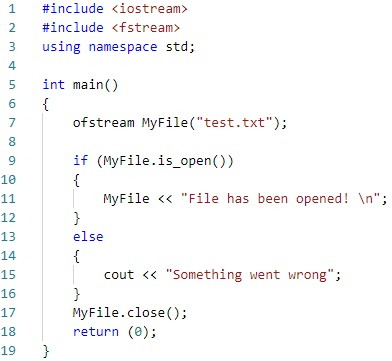 1 #include <iostream>
2 #include <fstream>
3 using namespace std;
4
5 int main()
6 {
7     ofstream MyFile("test.txt");
8
9     if (MyFile.is_open())
10     {
11         MyFile << "File has been opened! \n";
12     }
13     else
14     {
15         cout << "Something went wrong";
16     }
17     MyFile.close();
18     return (0);
19 }